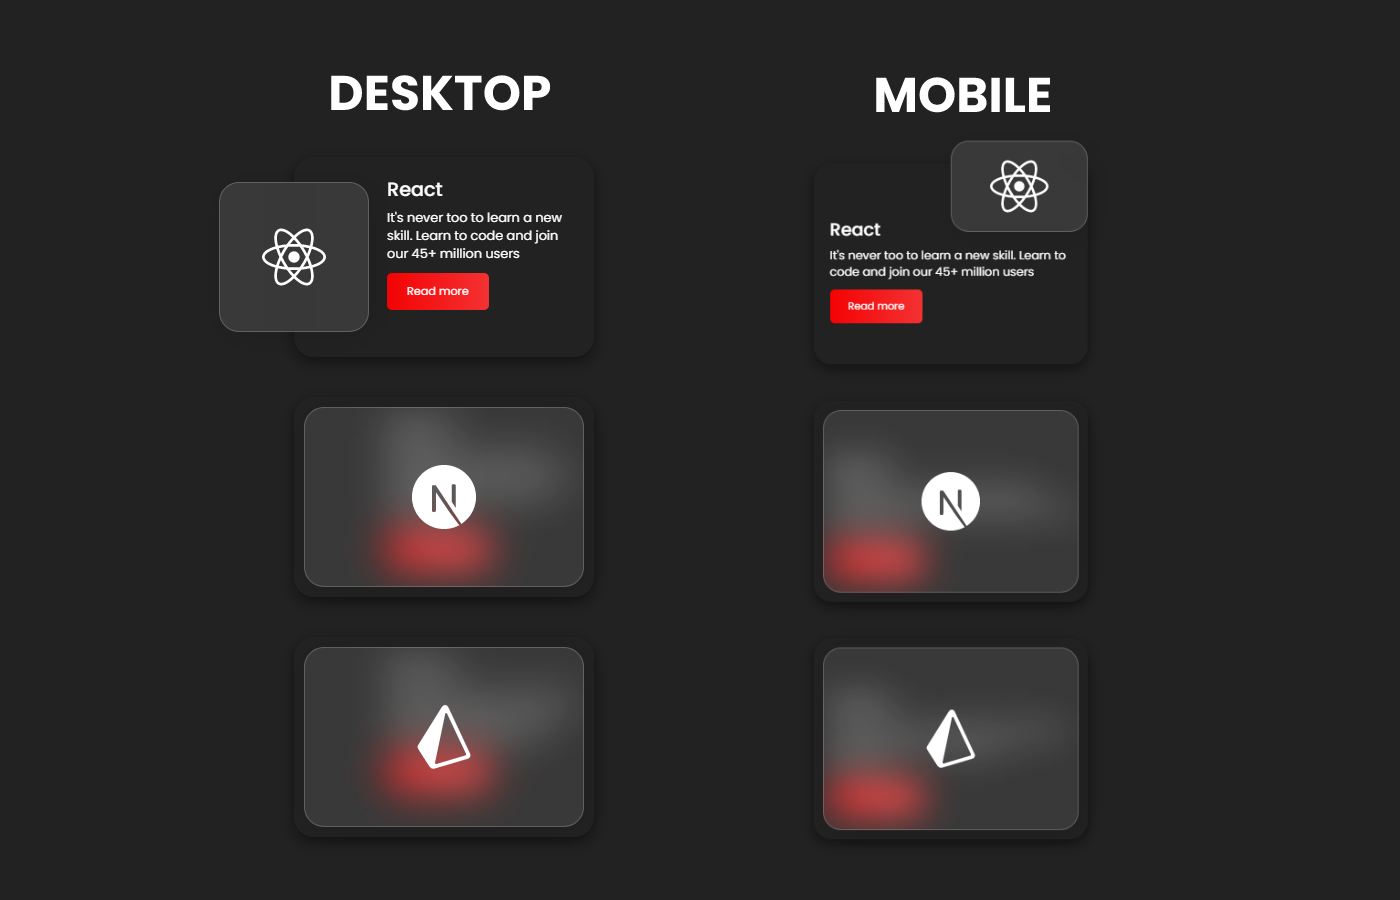 DESKTOP
MOBILE
React
It's never too to learn a new
skill. Learn to code and join
our 45+ million users
Read more
React
It's never too to learn a new skill. Learn to
code and join our 45+ million users
Read more
N
N